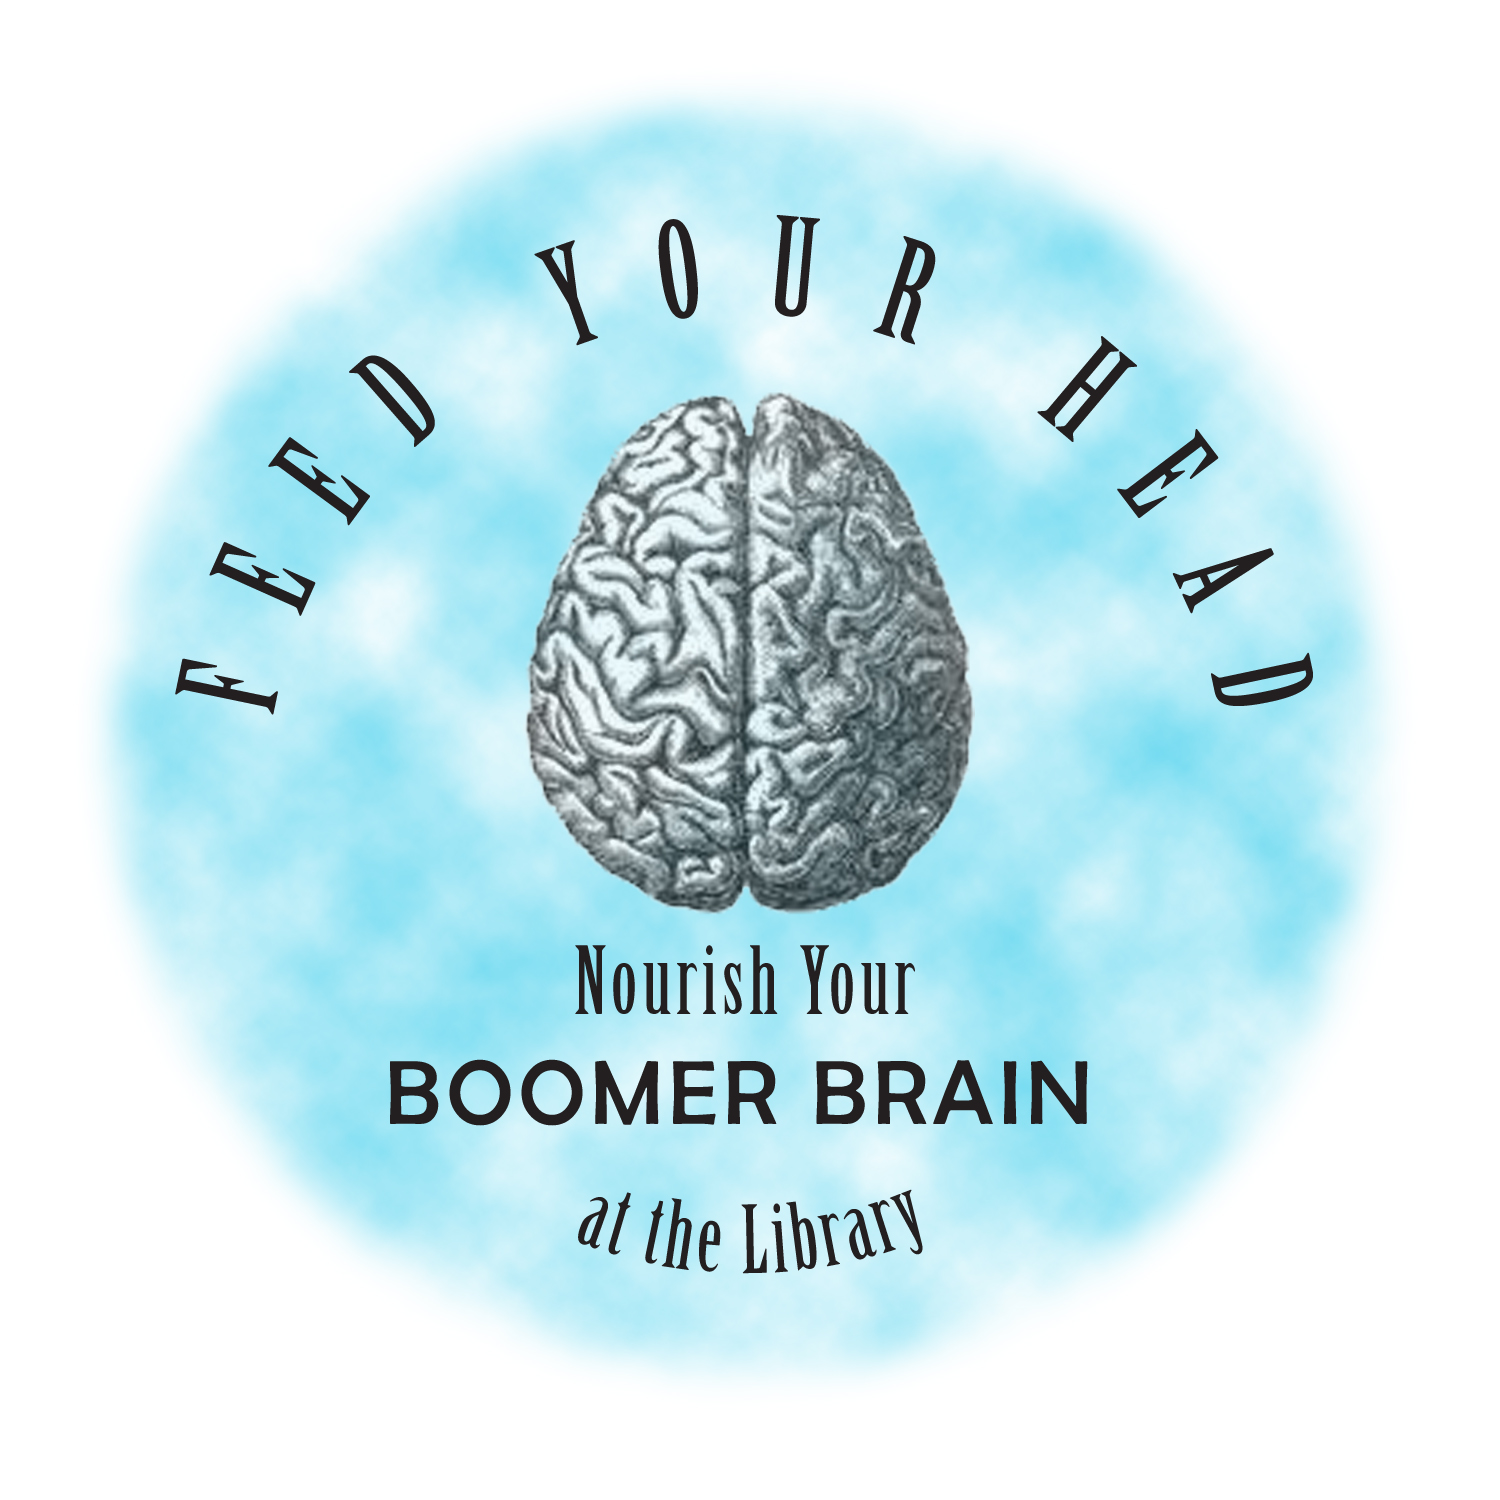 FEED YOUR HEAD
Nourish Your
BOOMER BRAIN
at the Library